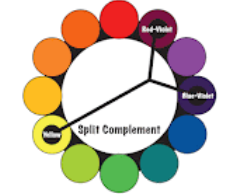 Red-Violet
Blue-Violet
Split Complement
Yellow